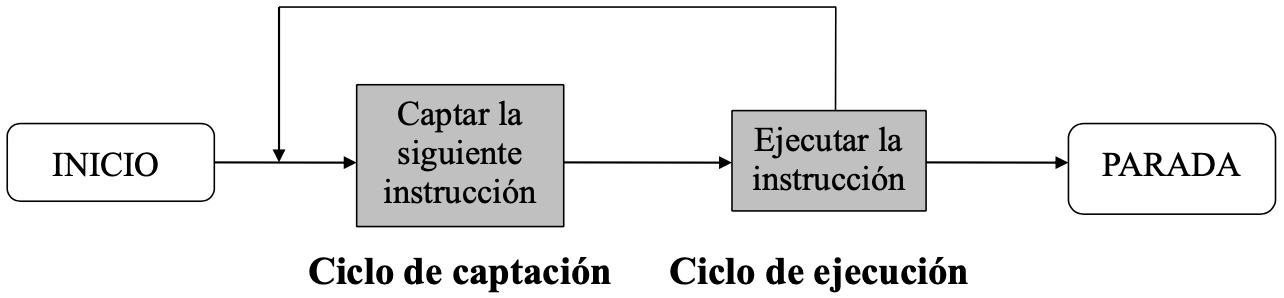 INICIO
Captar la
siguiente
instrucción
Ejecutar la
instrucción
PARADA
Ciclo de captación
Ciclo de ejecución